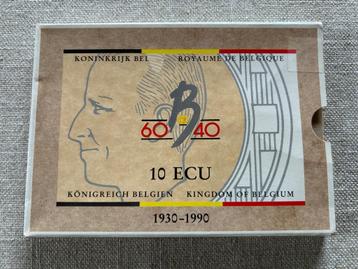 KONINKRIJK BEL ROYAUME DE BELGIQUE
B
60 40
10 ECU
KÖNIGREICH BELGIEN KINGDOM OF BELGIUM
1930-1990